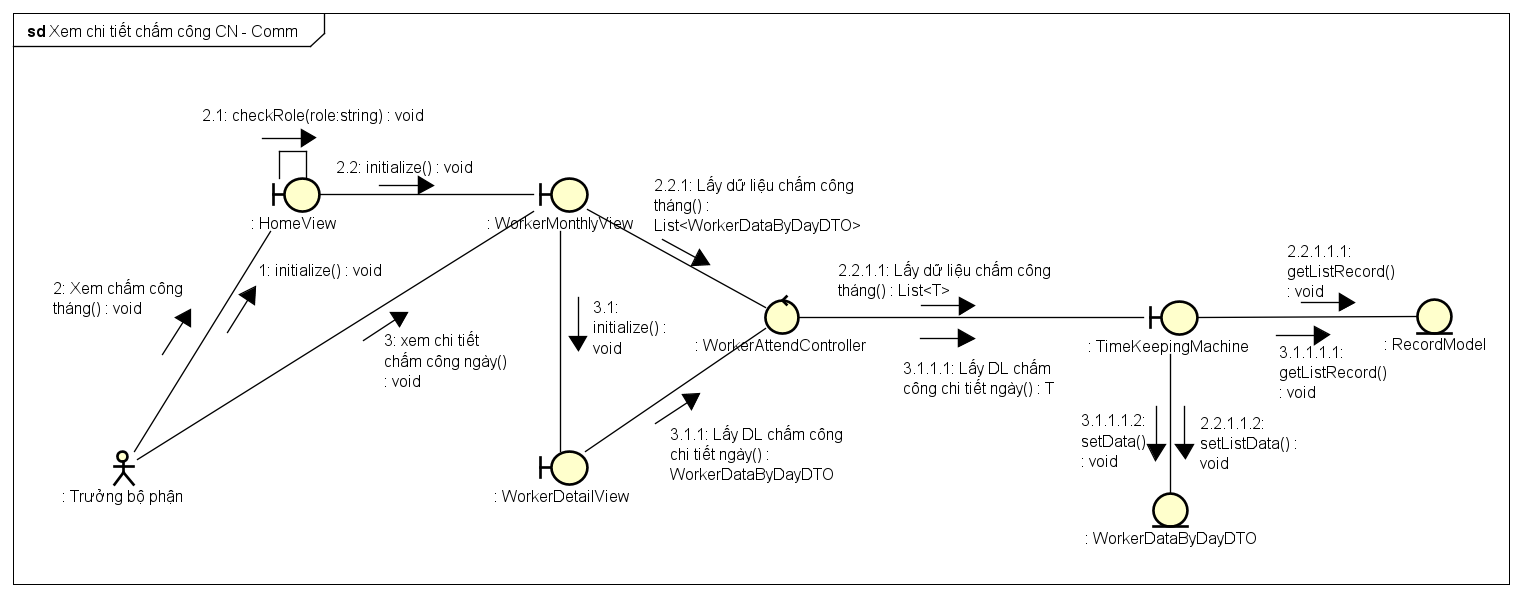 sd Xem chi tiết chấm công CN - Comm
2.1: checkRole(role:string) : void
2.2: initialize() : void
: HomeView
: WorkerMonthlyView
2.2.1: Lấy dữ liệu chấm công
tháng() :
List<WorkerDataByDayDTO>
1: initialize() : void
2: Xem chấm công
tháng() : void
3: xem chi tiết
chấm công ngày()
: void
3.1:
initialize() :
void
: WorkerAttendController
2.2.1.1: Lấy dữ liệu chấm công
tháng() : List<T>
3.1.1.1: Lấy DL chấm
công chi tiết ngày() : T
: TimeKeepingMachine
2.2.1.1.1:
getListRecord()
: void
: RecordModel
3.1.1.1.1:
getListRecord()
: void
3.1.1: Lấy DL chấm công
chi tiết ngày() :
WorkerDataByDayDTO
3.1.1.1.2:
setData()
: void
2.2.1.1.2:
setListData() :
void
: Trưởng bộ phận
: WorkerDetailView
: WorkerDataByDayDTO